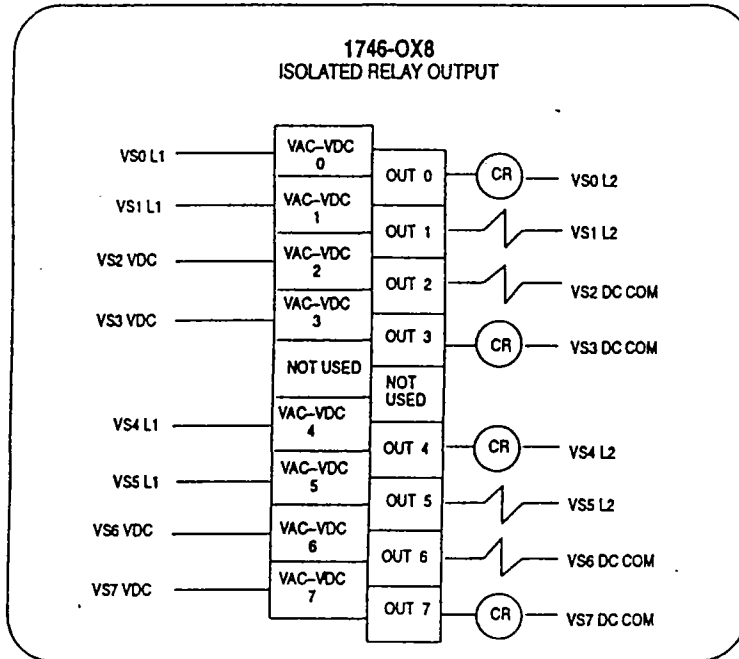 1746-OX8
ISOLATED RELAY OUTPUT
VS0 L1
VAC-VDC
0
OUT 0
CR
VS0 L2
VS1 L1
VAC-VDC
1
OUT 1
VS1 L2
VS2 VDC
VAC-VDC
2
OUT 2
VS2 DC COM
VS3 VDC
VAC-VDC
3
OUT 3
CR
VS3 DC COM
NOT USED
NOT
USED
VS4 L1
VAC-VDC
4
OUT 4
CR
VS4 L2
VS5 L1
VAC-VDC
5
OUT 5
VS5 L2
VS6 VDC
VAC-VDC
6
OUT 6
VS6 DC COM
VS7 VDC
VAC-VDC
7
OUT 7
CR
VS7 DC COM